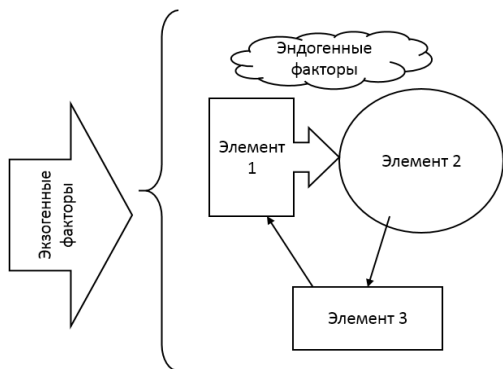 Эндогенные
факторы
Экзогенные
факторы
Элемент
1
Элемент 2
Элемент 3